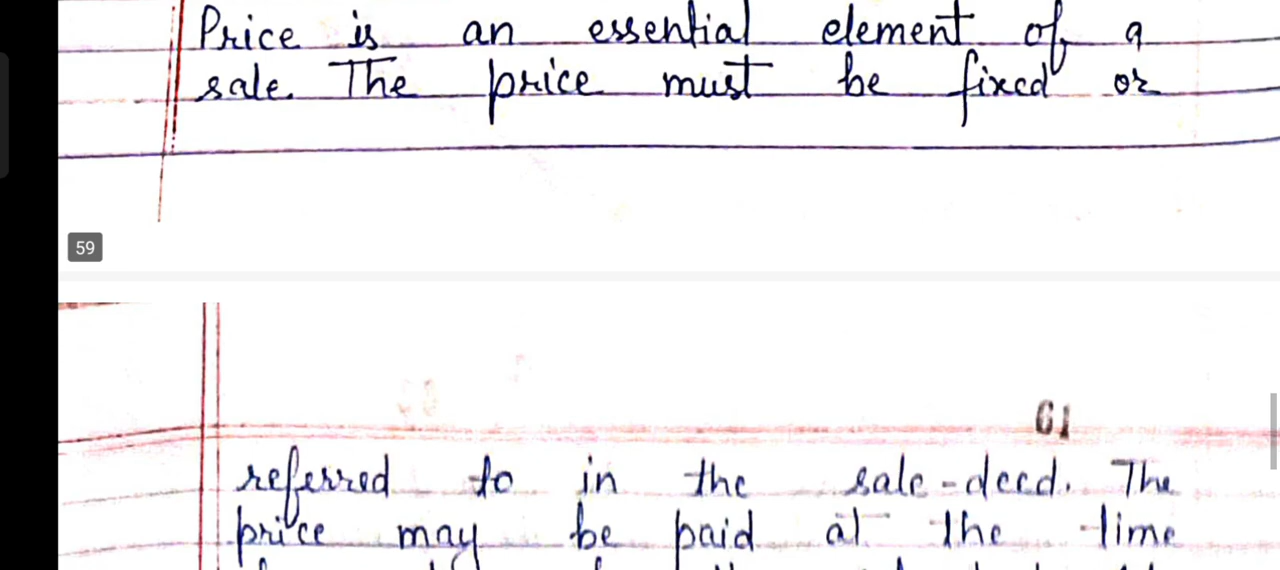 Price is an essential element of a
sale. The price must be fixed or
59
61
referred to in the sale-deed. The
price may be paid at the time